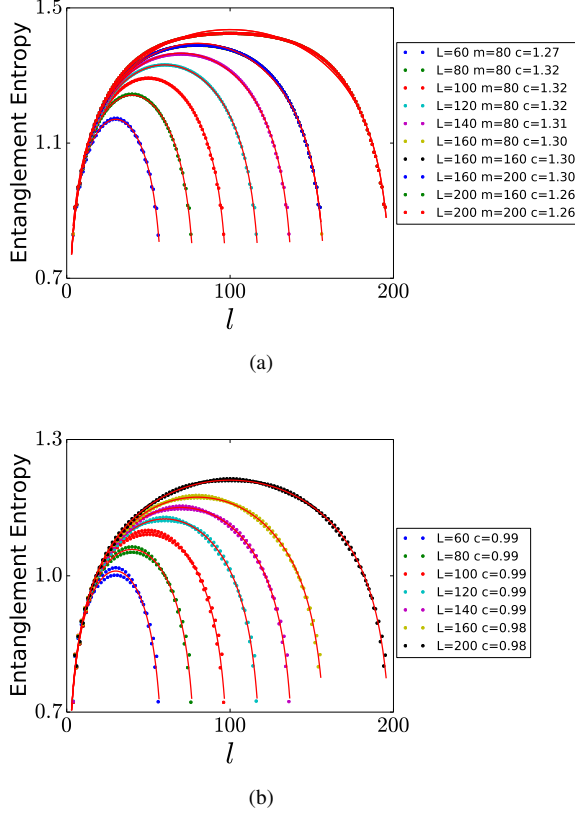 1.5
1.1
0.7
Entanglement Entropy
0
100
200
l
L=60 m=80 c=1.27
L=80 m=80 c=1.32
L=100 m=80 c=1.32
L=120 m=80 c=1.32
L=140 m=80 c=1.31
L=160 m=80 c=1.30
L=160 m=160 c=1.30
L=160 m=200 c=1.30
L=200 m=160 c=1.26
L=200 m=200 c=1.26
(a)
1.3
1.0
0.7
Entanglement Entropy
0
100
200
l
L=60 c=0.99
L=80 c=0.99
L=100 c=0.99
L=120 c=0.99
L=140 c=0.99
L=160 c=0.98
L=200 c=0.98
(b)